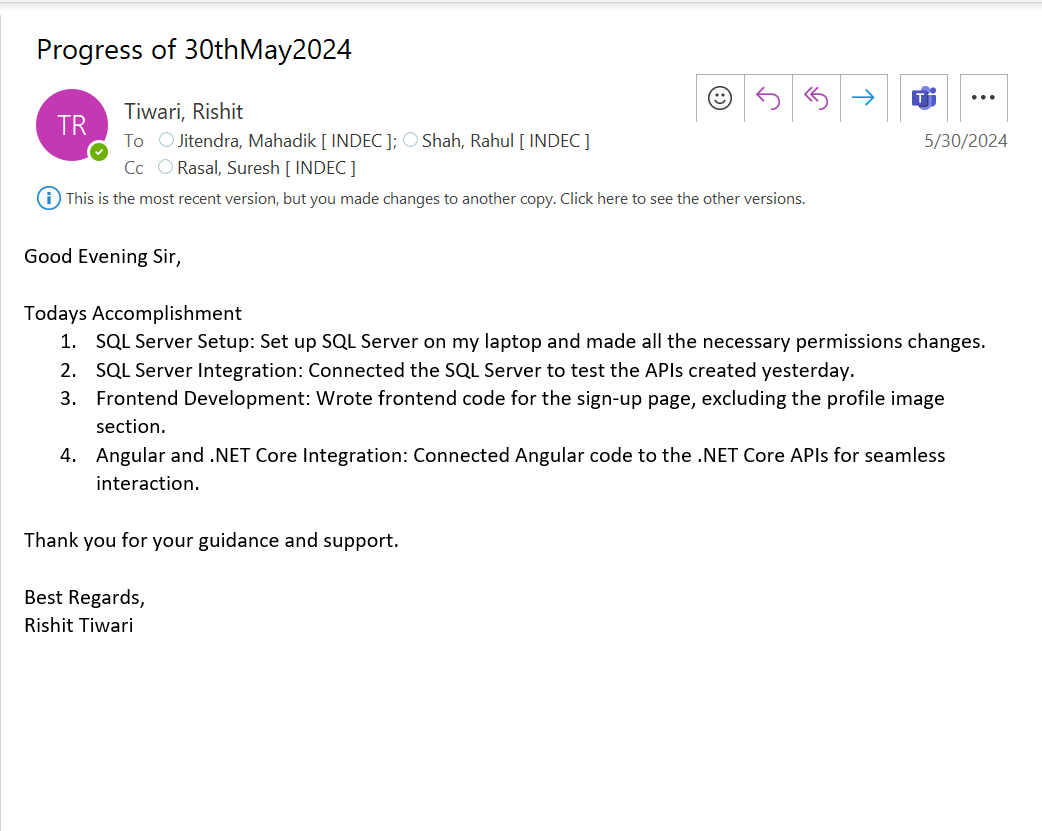 Progress of 30thMay2024
TR
Tiwari, Rishit
To Jitendra, Mahadik [ INDEC ]; Shah, Rahul [ INDEC ]
5/30/2024
Cc Rasal, Suresh [ INDEC ]
This is the most recent version, but you made changes to another copy. Click here to see the other versions.
Good Evening Sir,
Todays Accomplishment
1. SQL Server Setup: Set up SQL Server on my laptop and made all the necessary permissions changes.
2. SQL Server Integration: Connected the SQL Server to test the APIs created yesterday.
3. Frontend Development: Wrote frontend code for the sign-up page, excluding the profile image
section.
4. Angular and .NET Core Integration: Connected Angular code to the .NET Core APIs for seamless
interaction.
Thank you for your guidance and support.
Best Regards,
Rishit Tiwari